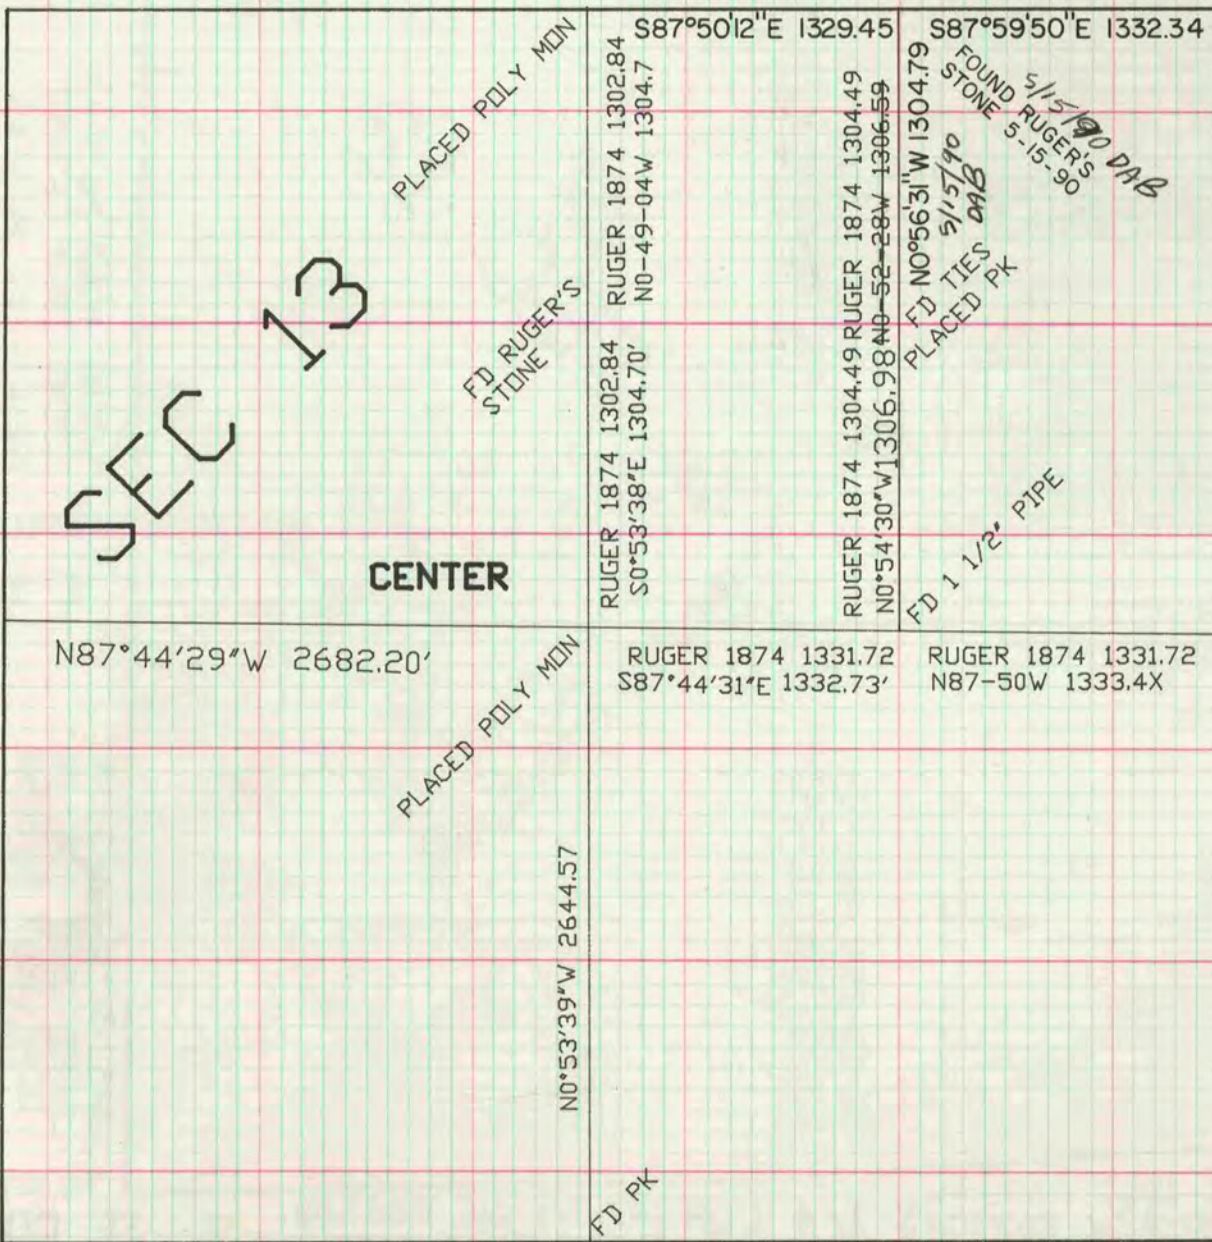 S87°50'12"E 1329.45
S87°59'50"E 1332.34
PLACED POLY MON
RUGER 1874 1302.84
N0-49-04W 1304.7
RUGER 1874 1304.49
N0-52-28W 1306.59
N0°56'31"W 1304.79
FOUND RUGER'S
STONE 5-15-90
5/15/90 DAB
5/15/90
DAB
FD TIES
PLACED PK
SEC 13
FD RUGER'S
STONE
RUGER 1874 1302.84
S0°53'38"E 1304.70'
RUGER 1874 1304.49
N0°54'30"W1306.98
FD 1 1/2" PIPE
CENTER
N87°44'29"W 2682.20'
PLACED POLY MON
RUGER 1874 1331.72
S87°44'31"E 1332.73'
RUGER 1874 1331.72
N87-50W 1333.4X
N0°53'39"W 2644.57
FD PK